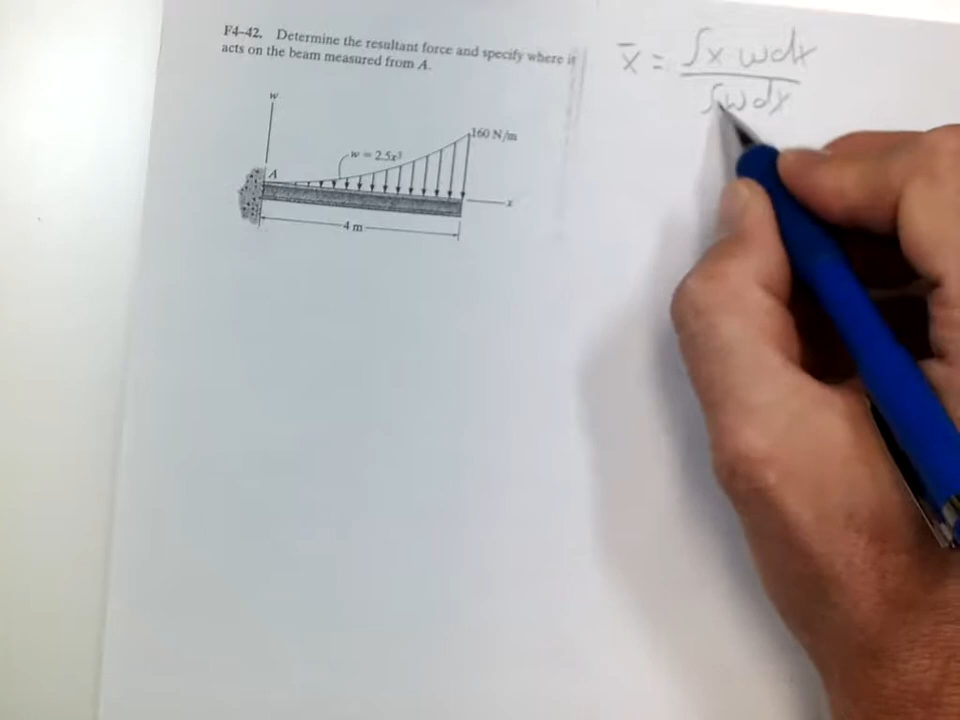 F4–42. Determine the resultant force and specify where it
acts on the beam measured from A.
x̄ = ∫x w dx
∫w dx
w
160 N/m
w = 2.5x³
A
x
4 m